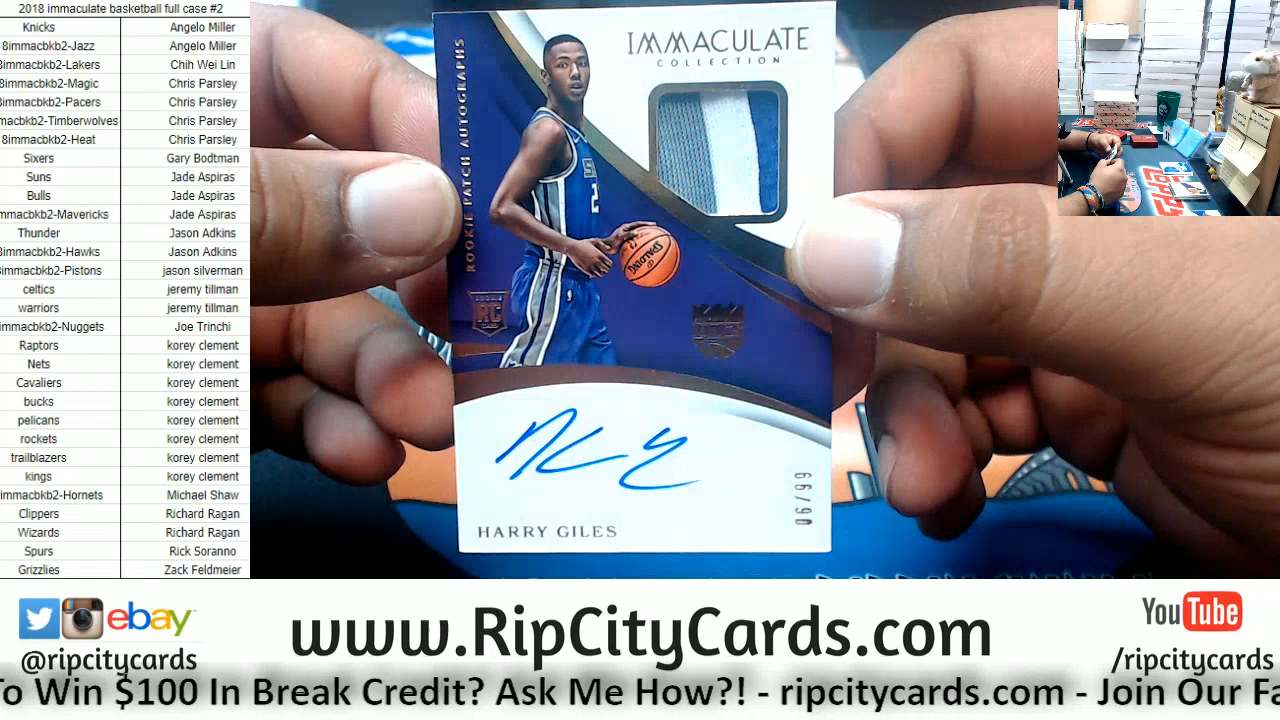 2018 immaculate basketball full case #2
Knicks Angelo Miller
8immacbkb2-Jazz Angelo Miller
8immacbkb2-Lakers Chih Wei Lin
8immacbkb2-Magic Chris Parsley
8immacbkb2-Pacers Chris Parsley
macbkb2-Timberwolves Chris Parsley
8immacbkb2-Heat Chris Parsley
Sixers Gary Bodtman
Suns Jade Aspiras
Bulls Jade Aspiras
mmacbkb2-Mavericks Jade Aspiras
Thunder Jason Adkins
8immacbkb2-Hawks Jason Adkins
8immacbkb2-Pistons jason silverman
celtics jeremy tillman
warriors jeremy tillman
immacbkb2-Nuggets Joe Trinchi
Raptors korey clement
Nets korey clement
Cavaliers korey clement
bucks korey clement
pelicans korey clement
rockets korey clement
trailblazers korey clement
kings korey clement
immacbkb2-Hornets Michael Shaw
Clippers Richard Ragan
Wizards Richard Ragan
Spurs Rick Soranno
Grizzlies Zack Feldmeier
IMMACULATE
COLLECTION
ROOKIE PATCH AUTOGRAPHS
SPALDING
RC
HARRY GILES
66/90
ebay
@ripcitycards
www.RipCityCards.com
YouTube
/ripcitycards
To Win $100 In Break Credit? Ask Me How?! - ripcitycards.com - Join Our Fa